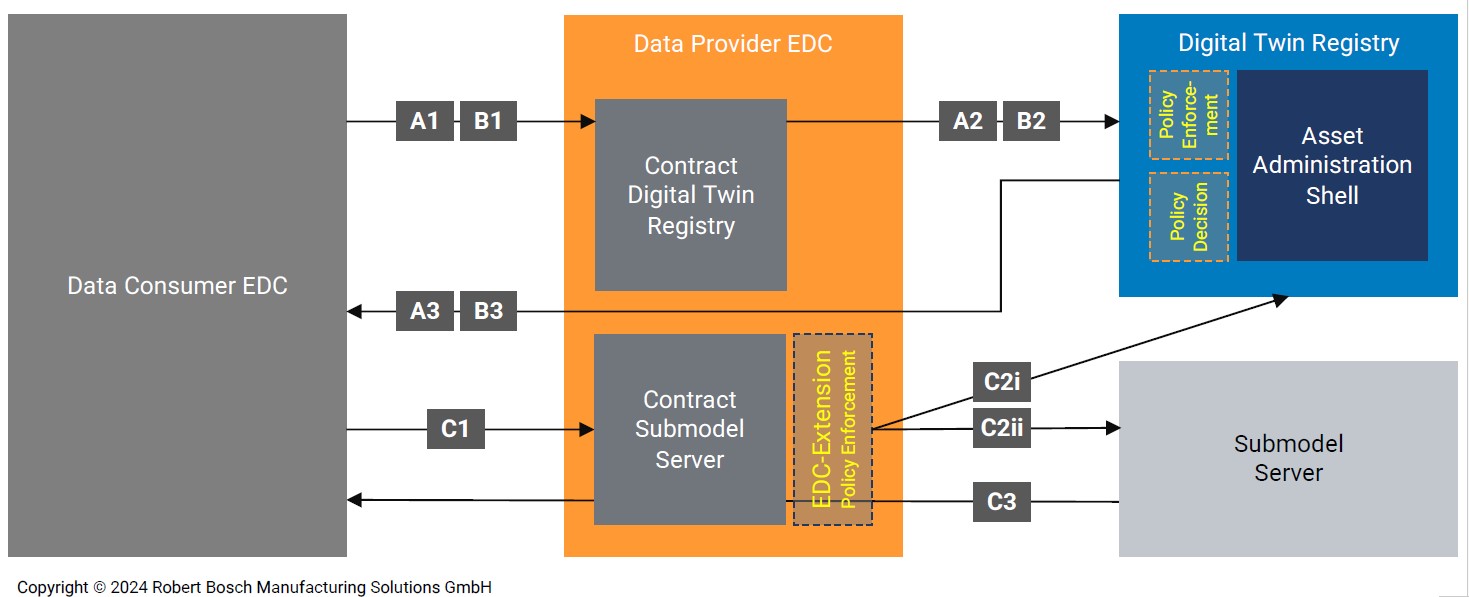 Data Consumer EDC
A1
B1
Data Provider EDC
Contract
Digital Twin
Registry
A2
B2
Digital Twin Registry
Policy
Enforce-
ment
Policy
Decision
Asset
Administration
Shell
A3
B3
C1
Contract
Submodel
Server
EDC-Extension
Policy Enforcement
C2i
C2ii
C3
Submodel
Server
Copyright © 2024 Robert Bosch Manufacturing Solutions GmbH